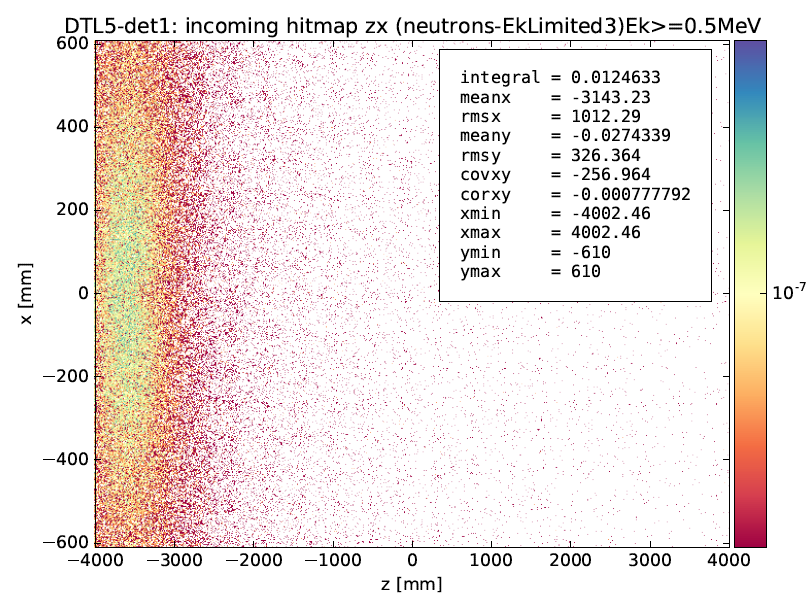 DTL5-det1: incoming hitmap zx (neutrons-EkLimited3)Ek>=0.5MeV
600
400
200
0
−200
−400
−600
x [mm]
integral = 0.0124633
meanx = -3143.23
rmsx = 1012.29
meany = -0.0274339
rmsy = 326.364
covxy = -256.964
corxy = -0.000777792
xmin = -4002.46
xmax = 4002.46
ymin = -610
ymax = 610
10⁻⁷
−4000 −3000 −2000 −1000 0 1000 2000 3000 4000
z [mm]